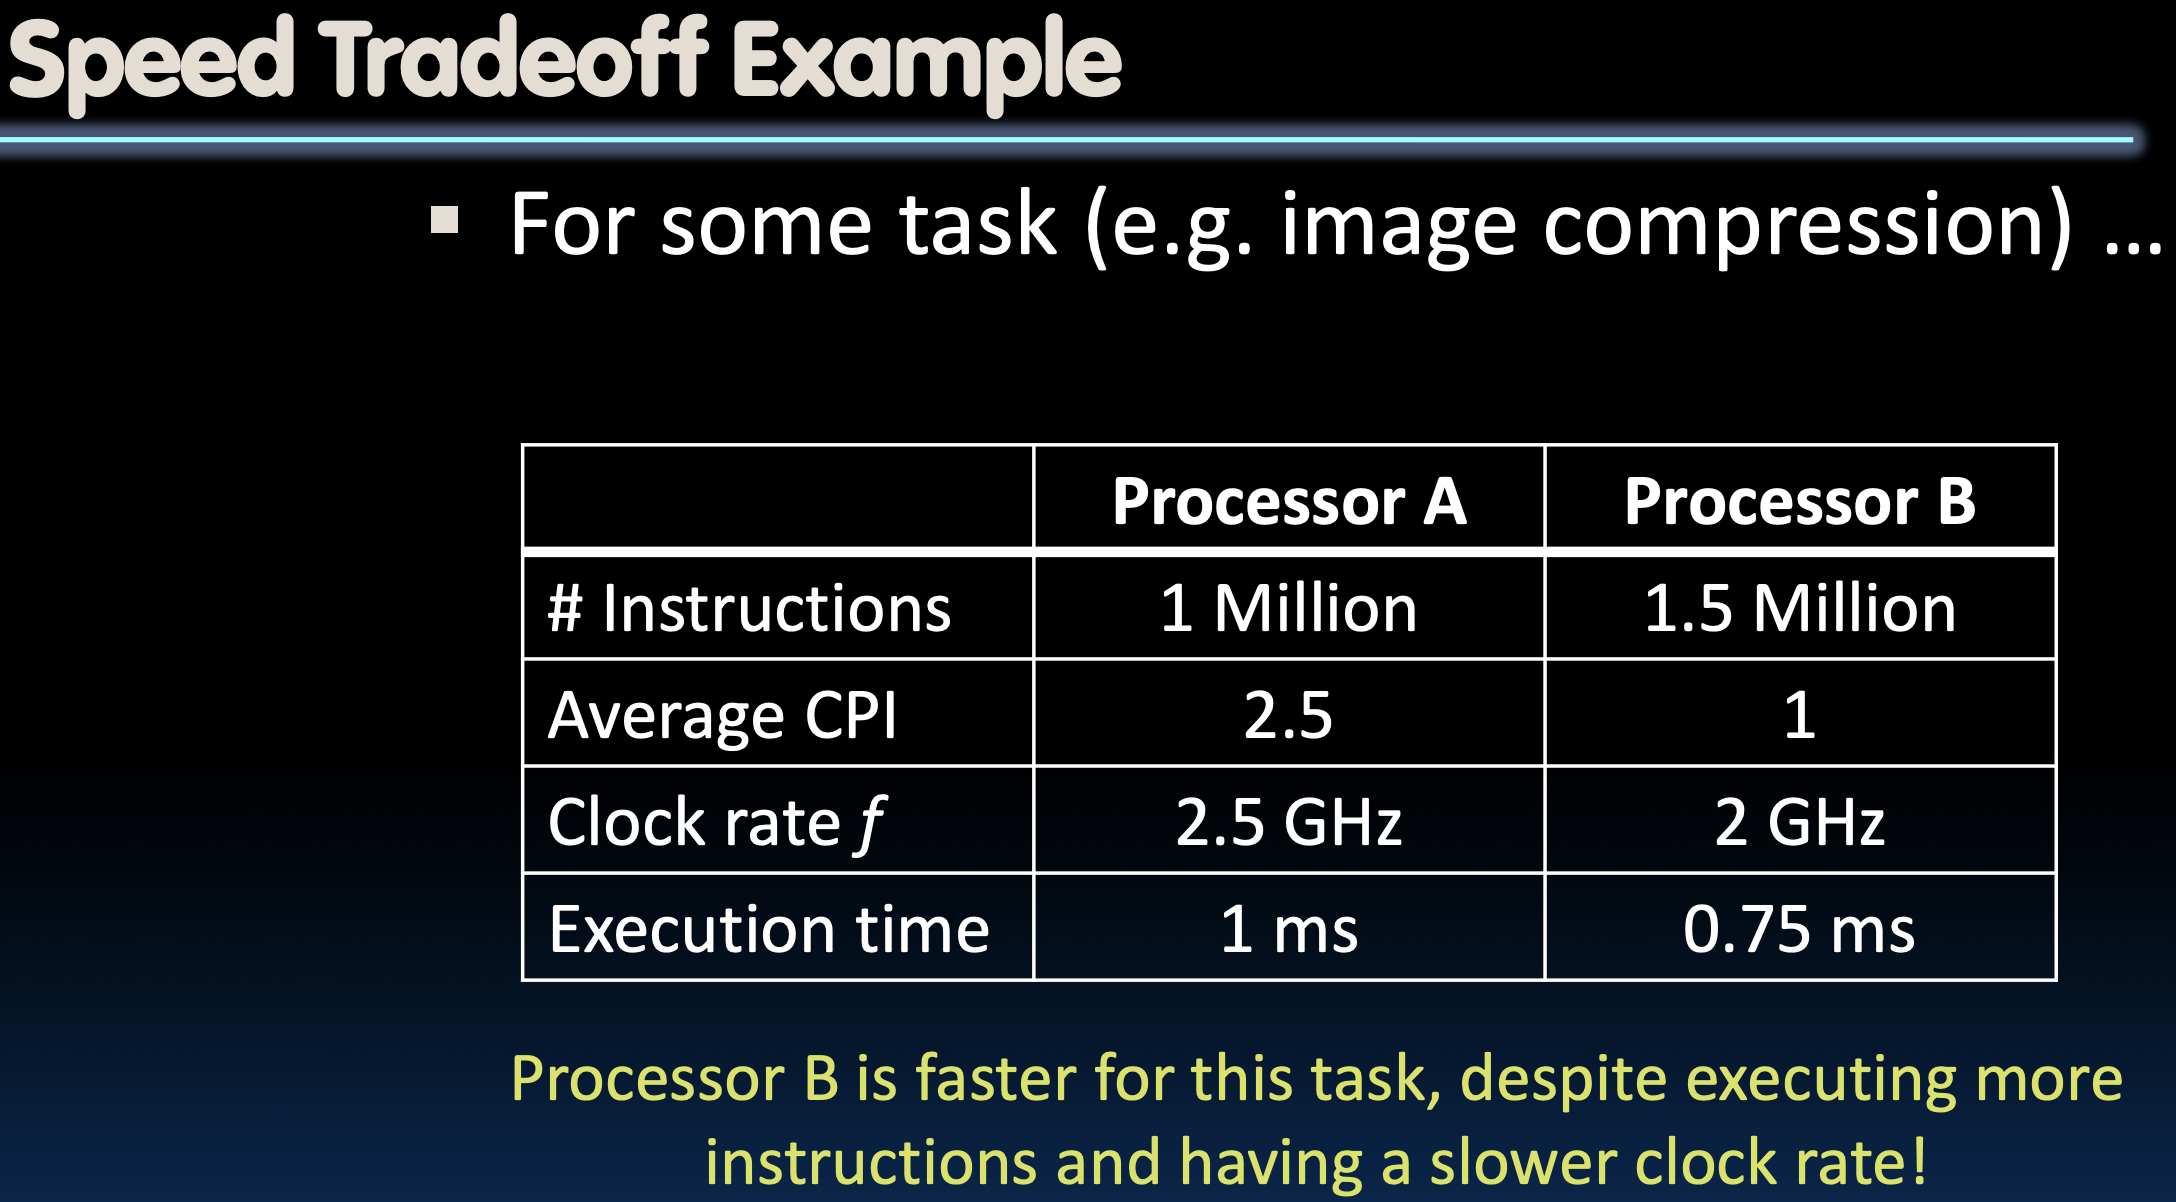 Speed Tradeoff Example
▪ For some task (e.g. image compression) …
Processor A Processor B
# Instructions 1 Million 1.5 Million
Average CPI 2.5 1
Clock rate f 2.5 GHz 2 GHz
Execution time 1 ms 0.75 ms
Processor B is faster for this task, despite executing more
instructions and having a slower clock rate!